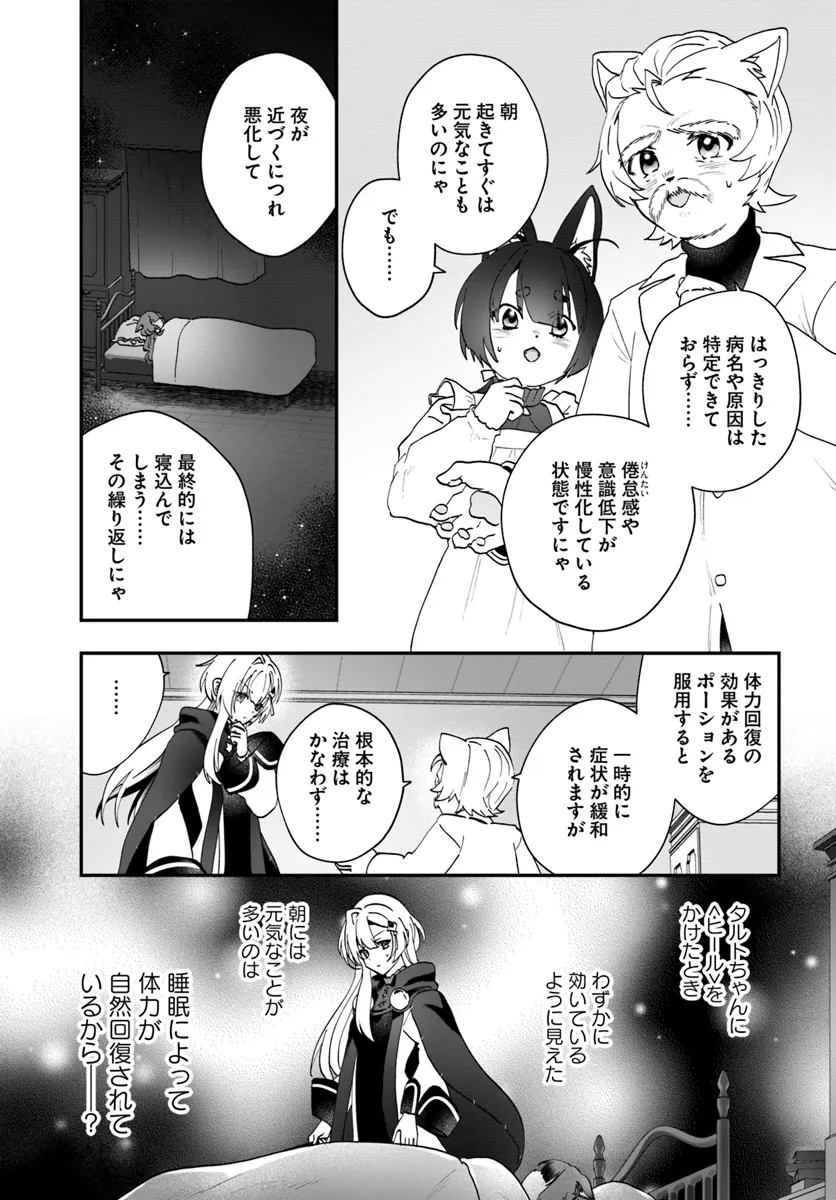 はっきりした
病名や原因は
特定できて
おらず……
倦怠感や
けんたい
意識低下が
慢性化している
状態ですにゃ
朝
起きてすぐは
元気なことも
多いのにゃ
でも……
夜が
近づくにつれ
悪化して
最終的には
寝込んで
しまう……
その繰り返しにゃ
体力回復の
効果がある
ポーションを
服用すると
一時的に
症状が緩和
されますが
根本的な
治療は
かなわず……
……
タルトちゃんに
<ヒール>を
かけたとき
わずかに
効いている
ように見えた
朝には
元気なことが
多いのは
睡眠によって
体力が
自然回復されて
いるから――？